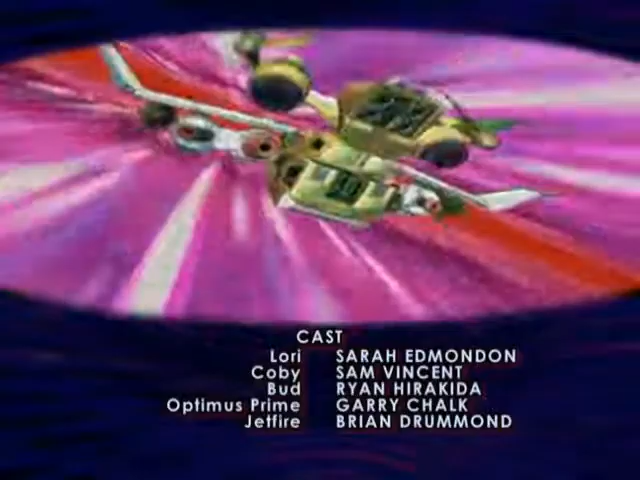 CAST
Lori SARAH EDMONDON
Coby SAM VINCENT
Bud RYAN HIRAKIDA
Optimus Prime GARRY CHALK
Jetfire BRIAN DRUMMOND